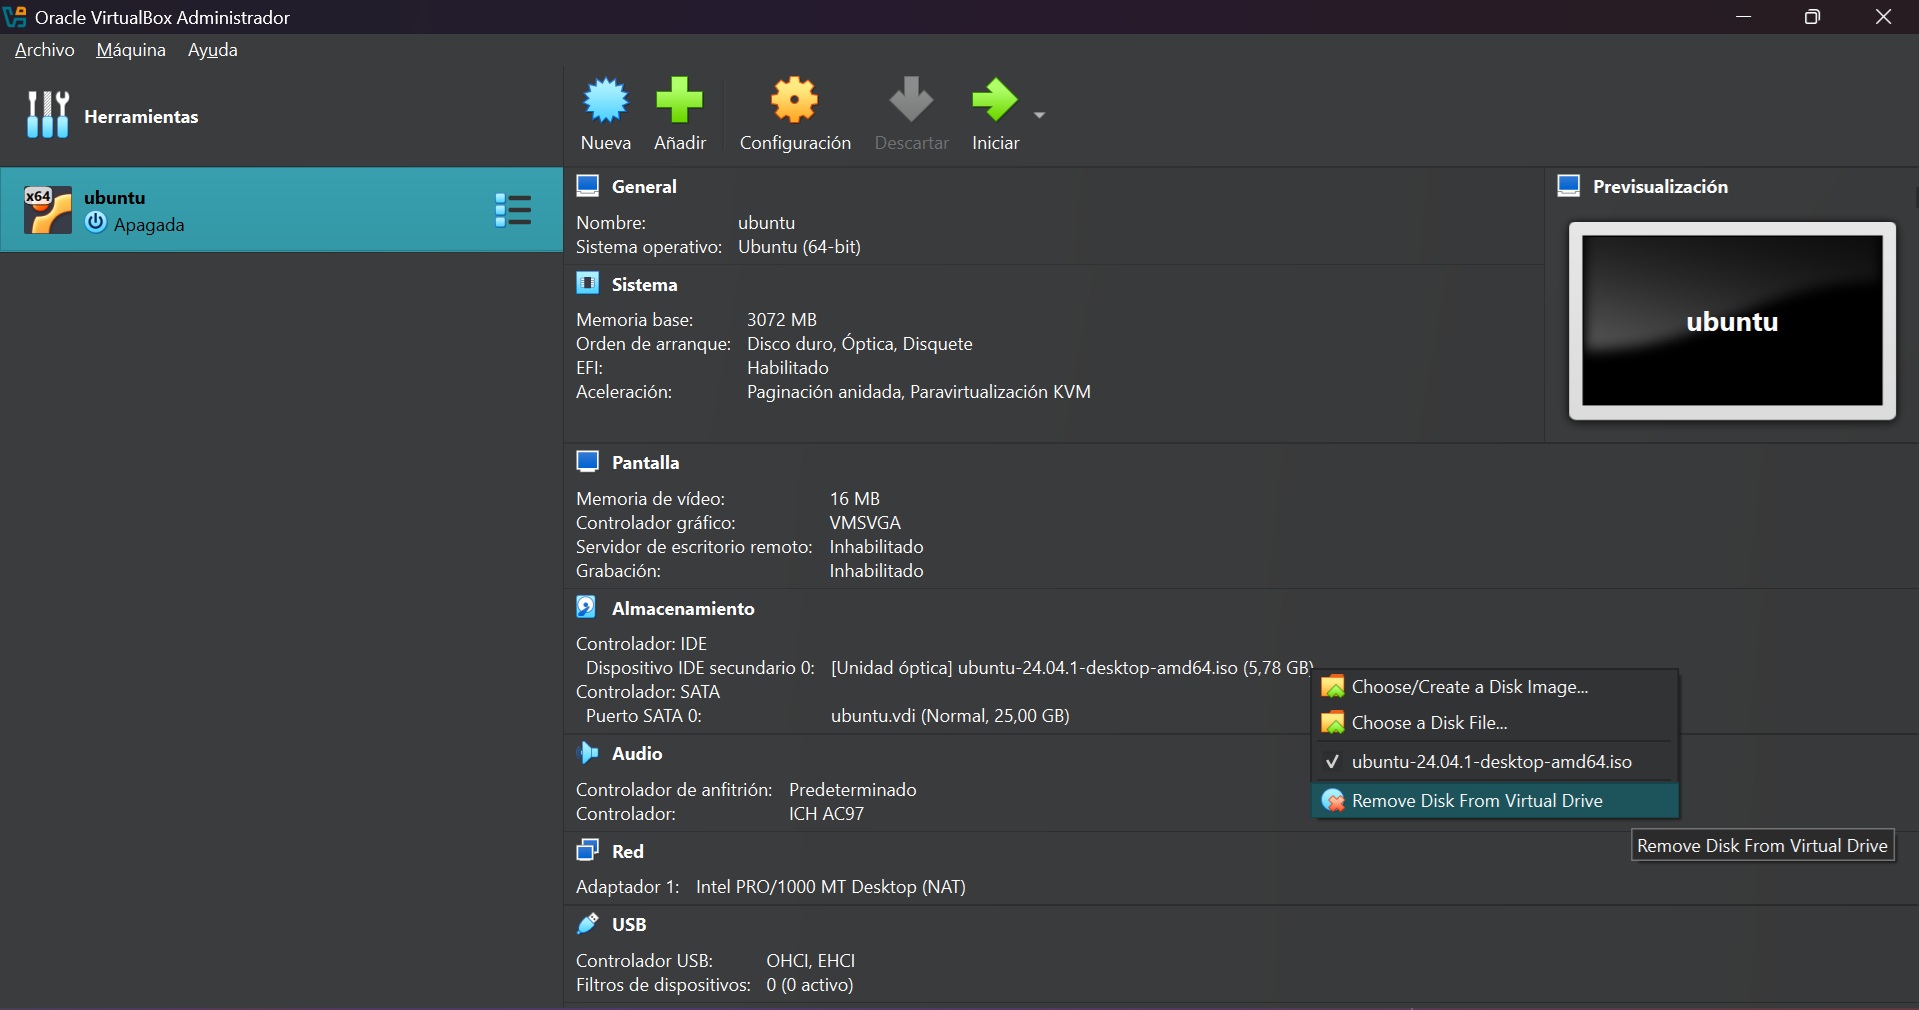 Oracle VirtualBox Administrador
Archivo Máquina Ayuda
Herramientas
Nueva Añadir Configuración Descartar Iniciar
x64
ubuntu
Apagada
General
Nombre: ubuntu
Sistema operativo: Ubuntu (64-bit)
Previsualización
ubuntu
Sistema
Memoria base: 3072 MB
Orden de arranque: Disco duro, Óptica, Disquete
EFI: Habilitado
Aceleración: Paginación anidada, Paravirtualización KVM
Pantalla
Memoria de vídeo: 16 MB
Controlador gráfico: VMSVGA
Servidor de escritorio remoto: Inhabilitado
Grabación: Inhabilitado
Almacenamiento
Controlador: IDE
Dispositivo IDE secundario 0: [Unidad óptica] ubuntu-24.04.1-desktop-amd64.iso (5,78 GB)
Controlador: SATA
Puerto SATA 0: ubuntu.vdi (Normal, 25,00 GB)
Choose/Create a Disk Image...
Choose a Disk File...
ubuntu-24.04.1-desktop-amd64.iso
Remove Disk From Virtual Drive
Remove Disk From Virtual Drive
Audio
Controlador de anfitrión: Predeterminado
Controlador: ICH AC97
Red
Adaptador 1: Intel PRO/1000 MT Desktop (NAT)
USB
Controlador USB: OHCI, EHCI
Filtros de dispositivos: 0 (0 activo)